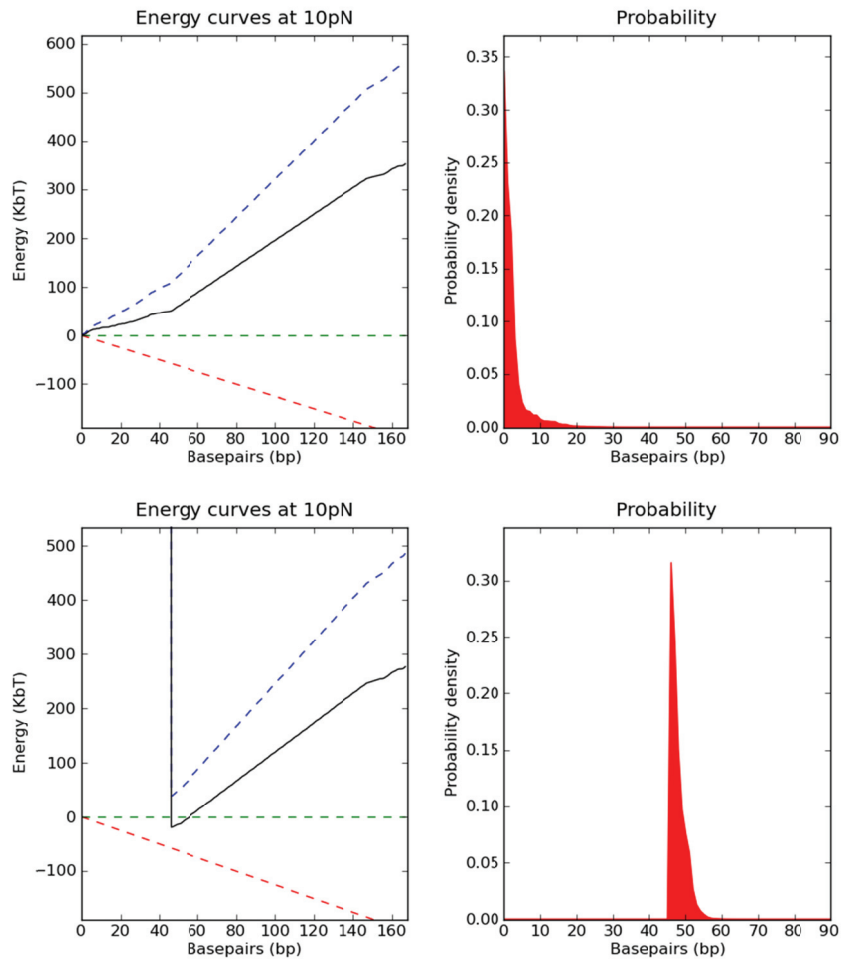 Energy curves at 10pN
600
500
400
300
200
100
0
−100
Energy (KbT)
0 20 40 60 80 100 120 140 160
Basepairs (bp)
Probability
0.35
0.30
0.25
0.20
0.15
0.10
0.05
0.00
Probability density
0 10 20 30 40 50 60 70 80 90
Basepairs (bp)
Energy curves at 10pN
500
400
300
200
100
0
−100
Energy (KbT)
0 20 40 60 80 100 120 140 160
Basepairs (bp)
Probability
0.30
0.25
0.20
0.15
0.10
0.05
0.00
Probability density
0 10 20 30 40 50 60 70 80 90
Basepairs (bp)